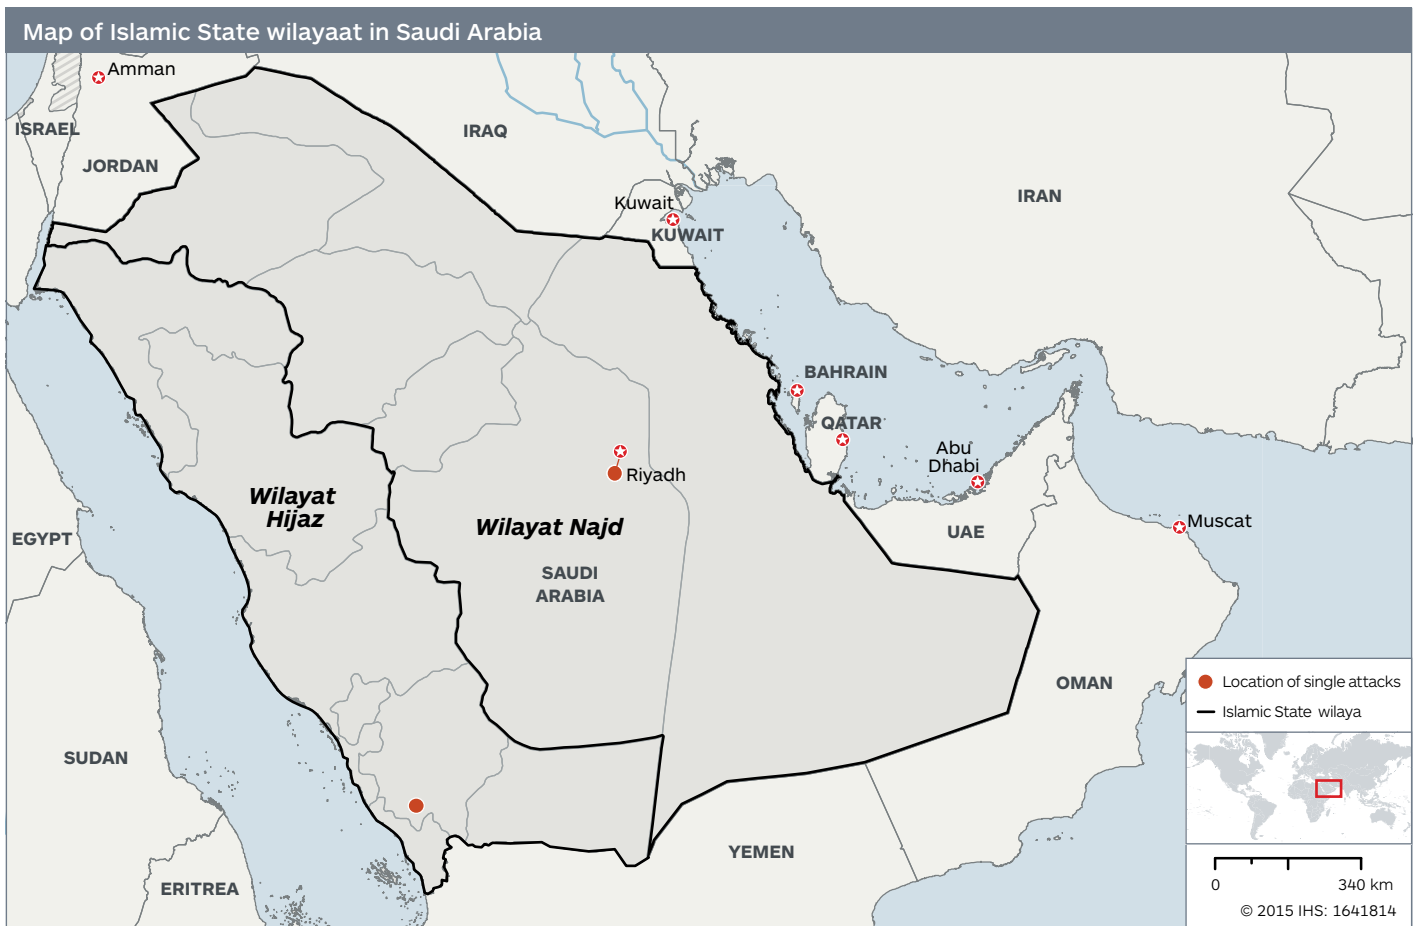 Map of Islamic State wilayaat in Saudi Arabia
Amman
ISRAEL
JORDAN
IRAQ
IRAN
Kuwait
KUWAIT
BAHRAIN
QATAR
Abu
Dhabi
Riyadh
Wilayat
Hijaz
Wilayat Najd
Muscat
UAE
EGYPT
SAUDI
ARABIA
OMAN
SUDAN
YEMEN
ERITREA
Location of single attacks
Islamic State wilaya
0 340 km
© 2015 IHS: 1641814